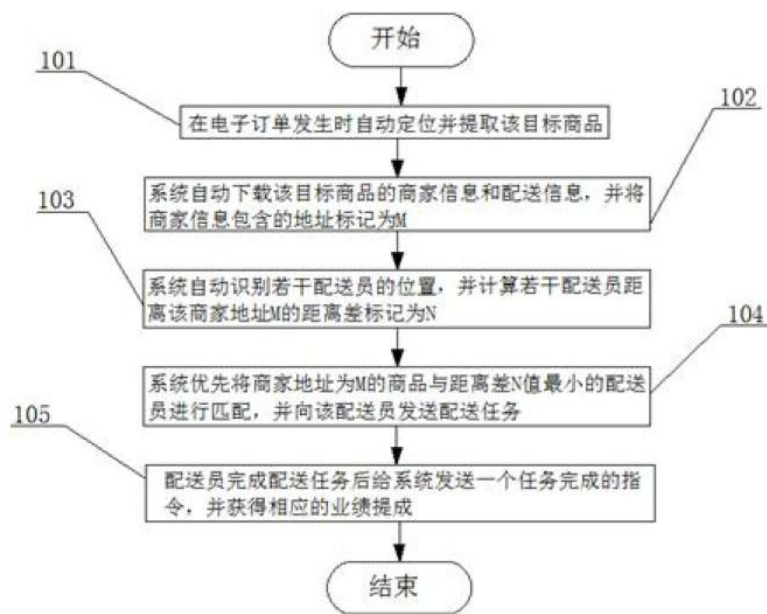 开始
101
在电子订单发生时自动定位并提取该目标商品
102
系统自动下载该目标商品的商家信息和配送信息，并将
商家信息包含的地址标记为M
103
系统自动识别若干配送员的位置，并计算若干配送员距
离该商家地址M的距离差标记为N
104
系统优先将商家地址为M的商品与距离差N值最小的配送
员进行匹配，并向该配送员发送配送任务
105
配送员完成配送任务后给系统发送一个任务完成的指
令，并获得相应的业绩提成
结束